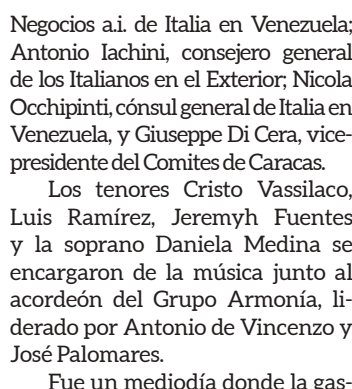 Negocios a.i. de Italia en Venezuela;
Antonio Iachini, consejero general
de los Italianos en el Exterior; Nicola
Occhipinti, cónsul general de Italia en
Venezuela, y Giuseppe Di Cera, vice-
presidente del Comites de Caracas.
Los tenores Cristo Vassilaco,
Luis Ramírez, Jeremyh Fuentes
y la soprano Daniela Medina se
encargaron de la música junto al
acordeón del Grupo Armonía, li-
derado por Antonio de Vincenzo y
José Palomares.
Fue un mediodía donde la gas-